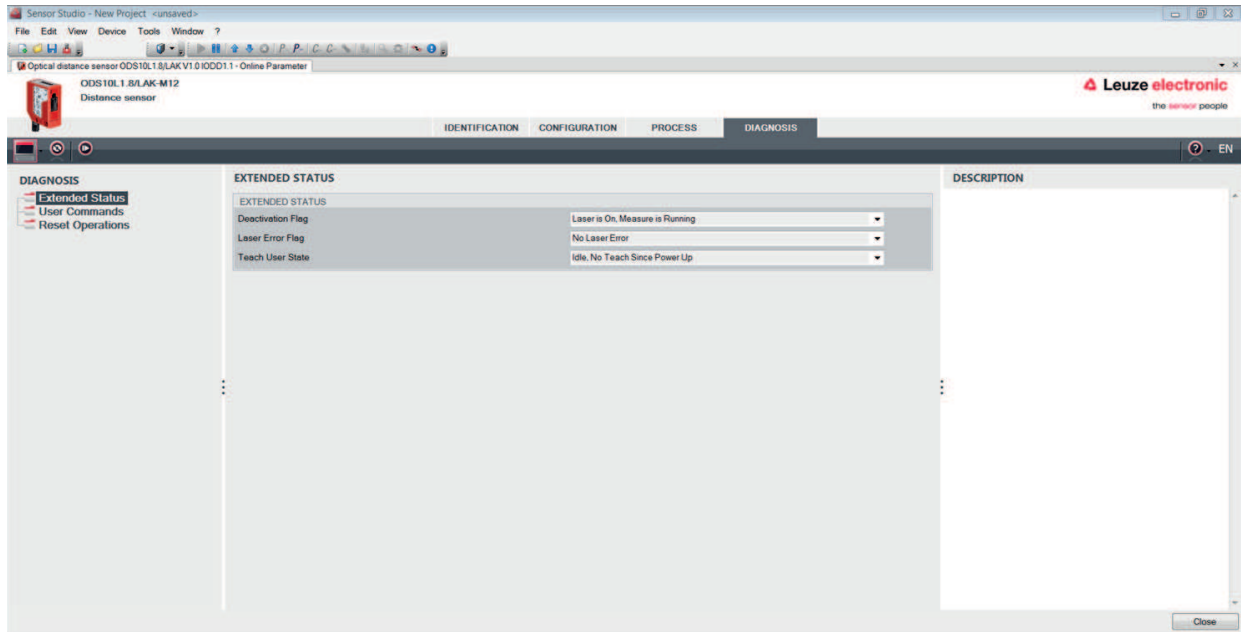 Sensor Studio - New Project <unsaved>
File Edit View Device Tools Window ?
Optical distance sensor ODS10L1.8/LAK V1.0 IODD1.1 - Online Parameter
ODS10L1.8/LAK-M12
Distance sensor
Leuze electronic
the sensor people
IDENTIFICATION CONFIGURATION PROCESS DIAGNOSIS
EN
DIAGNOSIS
Extended Status
User Commands
Reset Operations
EXTENDED STATUS
EXTENDED STATUS
Deactivation Flag Laser is On, Measure is Running
Laser Error Flag No Laser Error
Teach User State Idle, No Teach Since Power Up
DESCRIPTION
Close